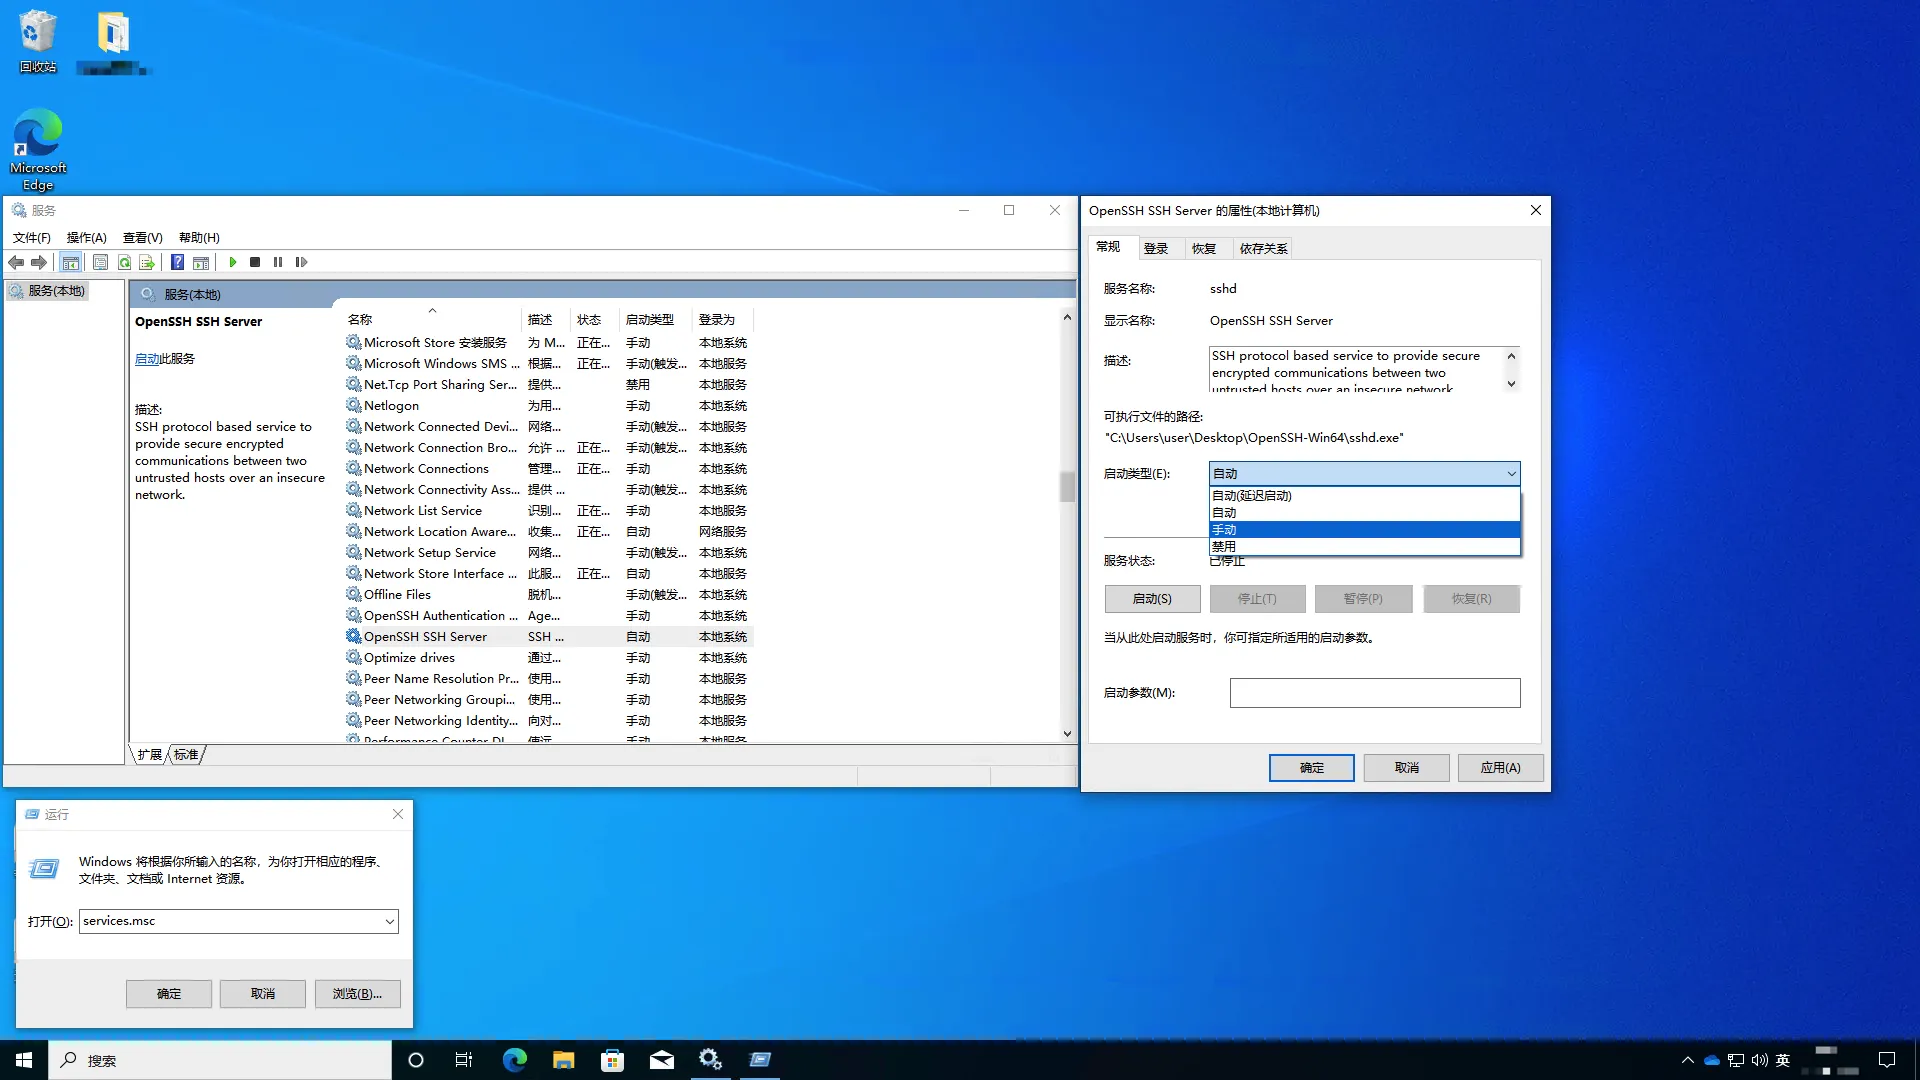 回收站
Microsoft
Edge
服务
文件(F) 操作(A) 查看(V) 帮助(H)
服务(本地)
服务(本地)
OpenSSH SSH Server
启动此服务
描述:
SSH protocol based service to
provide secure encrypted
communications between two
untrusted hosts over an insecure
network.
名称 描述 状态 启动类型 登录为
Microsoft Store 安装服务 为 M... 正在... 手动 本地系统
Microsoft Windows SMS ... 根据... 正在... 手动(触发... 本地系统
Net.Tcp Port Sharing Ser... 提供... 禁用 本地服务
Netlogon 为用... 手动 本地系统
Network Connected Devi... 网络... 手动(触发... 本地服务
Network Connection Bro... 允许 ... 正在... 手动(触发... 本地系统
Network Connections 管理... 正在... 手动 本地系统
Network Connectivity Ass... 提供 ... 手动(触发... 本地系统
Network List Service 识别... 正在... 手动 本地服务
Network Location Aware... 收集... 正在... 自动 网络服务
Network Setup Service 网络... 手动(触发... 本地系统
Network Store Interface ... 此服... 正在... 自动 本地服务
Offline Files 脱机... 手动(触发... 本地系统
OpenSSH Authentication ... Age... 手动 本地系统
OpenSSH SSH Server SSH ... 自动 本地系统
Optimize drives 通过... 手动 本地系统
Peer Name Resolution Pr... 使用... 手动 本地服务
Peer Networking Groupi... 使用... 手动 本地服务
Peer Networking Identity... 向对... 手动 本地服务
Performance Counter DL... 使远... 手动 本地服务
扩展 标准
OpenSSH SSH Server 的属性(本地计算机)
常规 登录 恢复 依存关系
服务名称: sshd
显示名称: OpenSSH SSH Server
描述: SSH protocol based service to provide secure
encrypted communications between two
untrusted hosts over an insecure network.
可执行文件的路径:
"C:\Users\user\Desktop\OpenSSH-Win64\sshd.exe"
启动类型(E): 自动
自动(延迟启动)
自动
手动
禁用
服务状态: 已停止
启动(S) 停止(T) 暂停(P) 恢复(R)
当从此处启动服务时，你可指定所适用的启动参数。
启动参数(M):
确定 取消 应用(A)
运行
Windows 将根据你所输入的名称，为你打开相应的程序、
文件夹、文档或 Internet 资源。
打开(O): services.msc
确定 取消 浏览(B)...
搜索
英